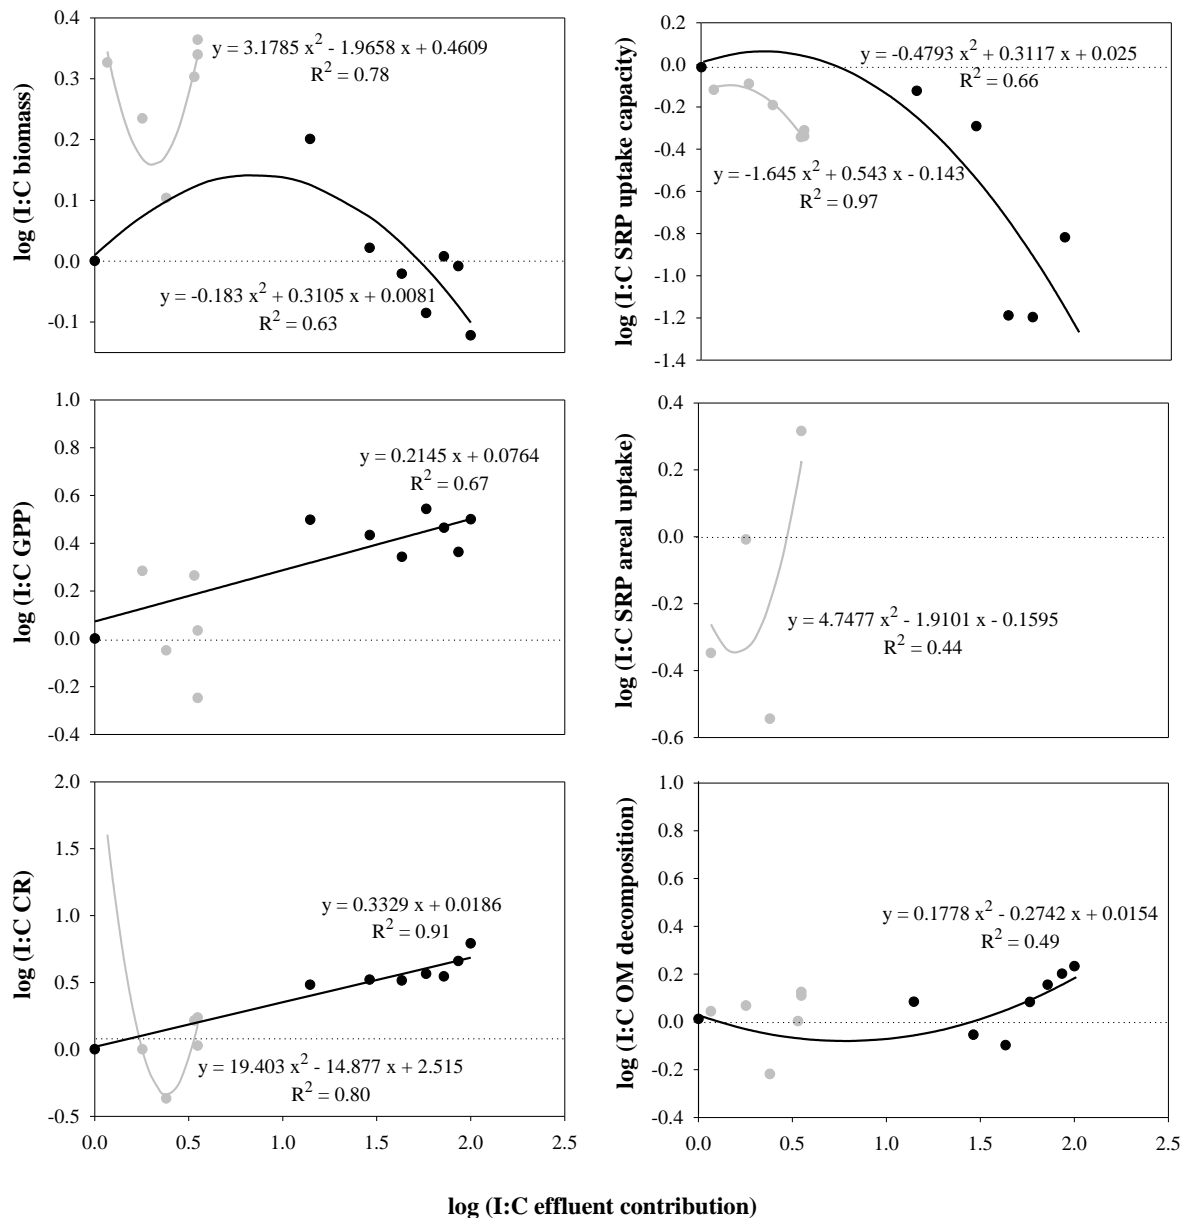 0.4
0.3
0.2
0.1
0.0
-0.1
log (I:C biomass)
y = 3.1785 x² - 1.9658 x + 0.4609
R² = 0.78
y = -0.183 x² + 0.3105 x + 0.0081
R² = 0.63
0.2
0.0
-0.2
-0.4
-0.6
-0.8
-1.0
-1.2
-1.4
log (I:C SRP uptake capacity)
y = -0.4793 x² + 0.3117 x + 0.025
R² = 0.66
y = -1.645 x² + 0.543 x - 0.143
R² = 0.97
1.0
0.8
0.6
0.4
0.2
0.0
-0.2
-0.4
log (I:C GPP)
y = 0.2145 x + 0.0764
R² = 0.67
0.4
0.2
0.0
-0.2
-0.4
-0.6
log (I:C SRP areal uptake)
y = 4.7477 x² - 1.9101 x - 0.1595
R² = 0.44
2.0
1.5
1.0
0.5
0.0
-0.5
log (I:C CR)
y = 0.3329 x + 0.0186
R² = 0.91
y = 19.403 x² - 14.877 x + 2.515
R² = 0.80
0.0 0.5 1.0 1.5 2.0 2.5
1.0
0.8
0.6
0.4
0.2
0.0
-0.2
-0.4
log (I:C OM decomposition)
y = 0.1778 x² - 0.2742 x + 0.0154
R² = 0.49
0.0 0.5 1.0 1.5 2.0 2.5
log (I:C effluent contribution)